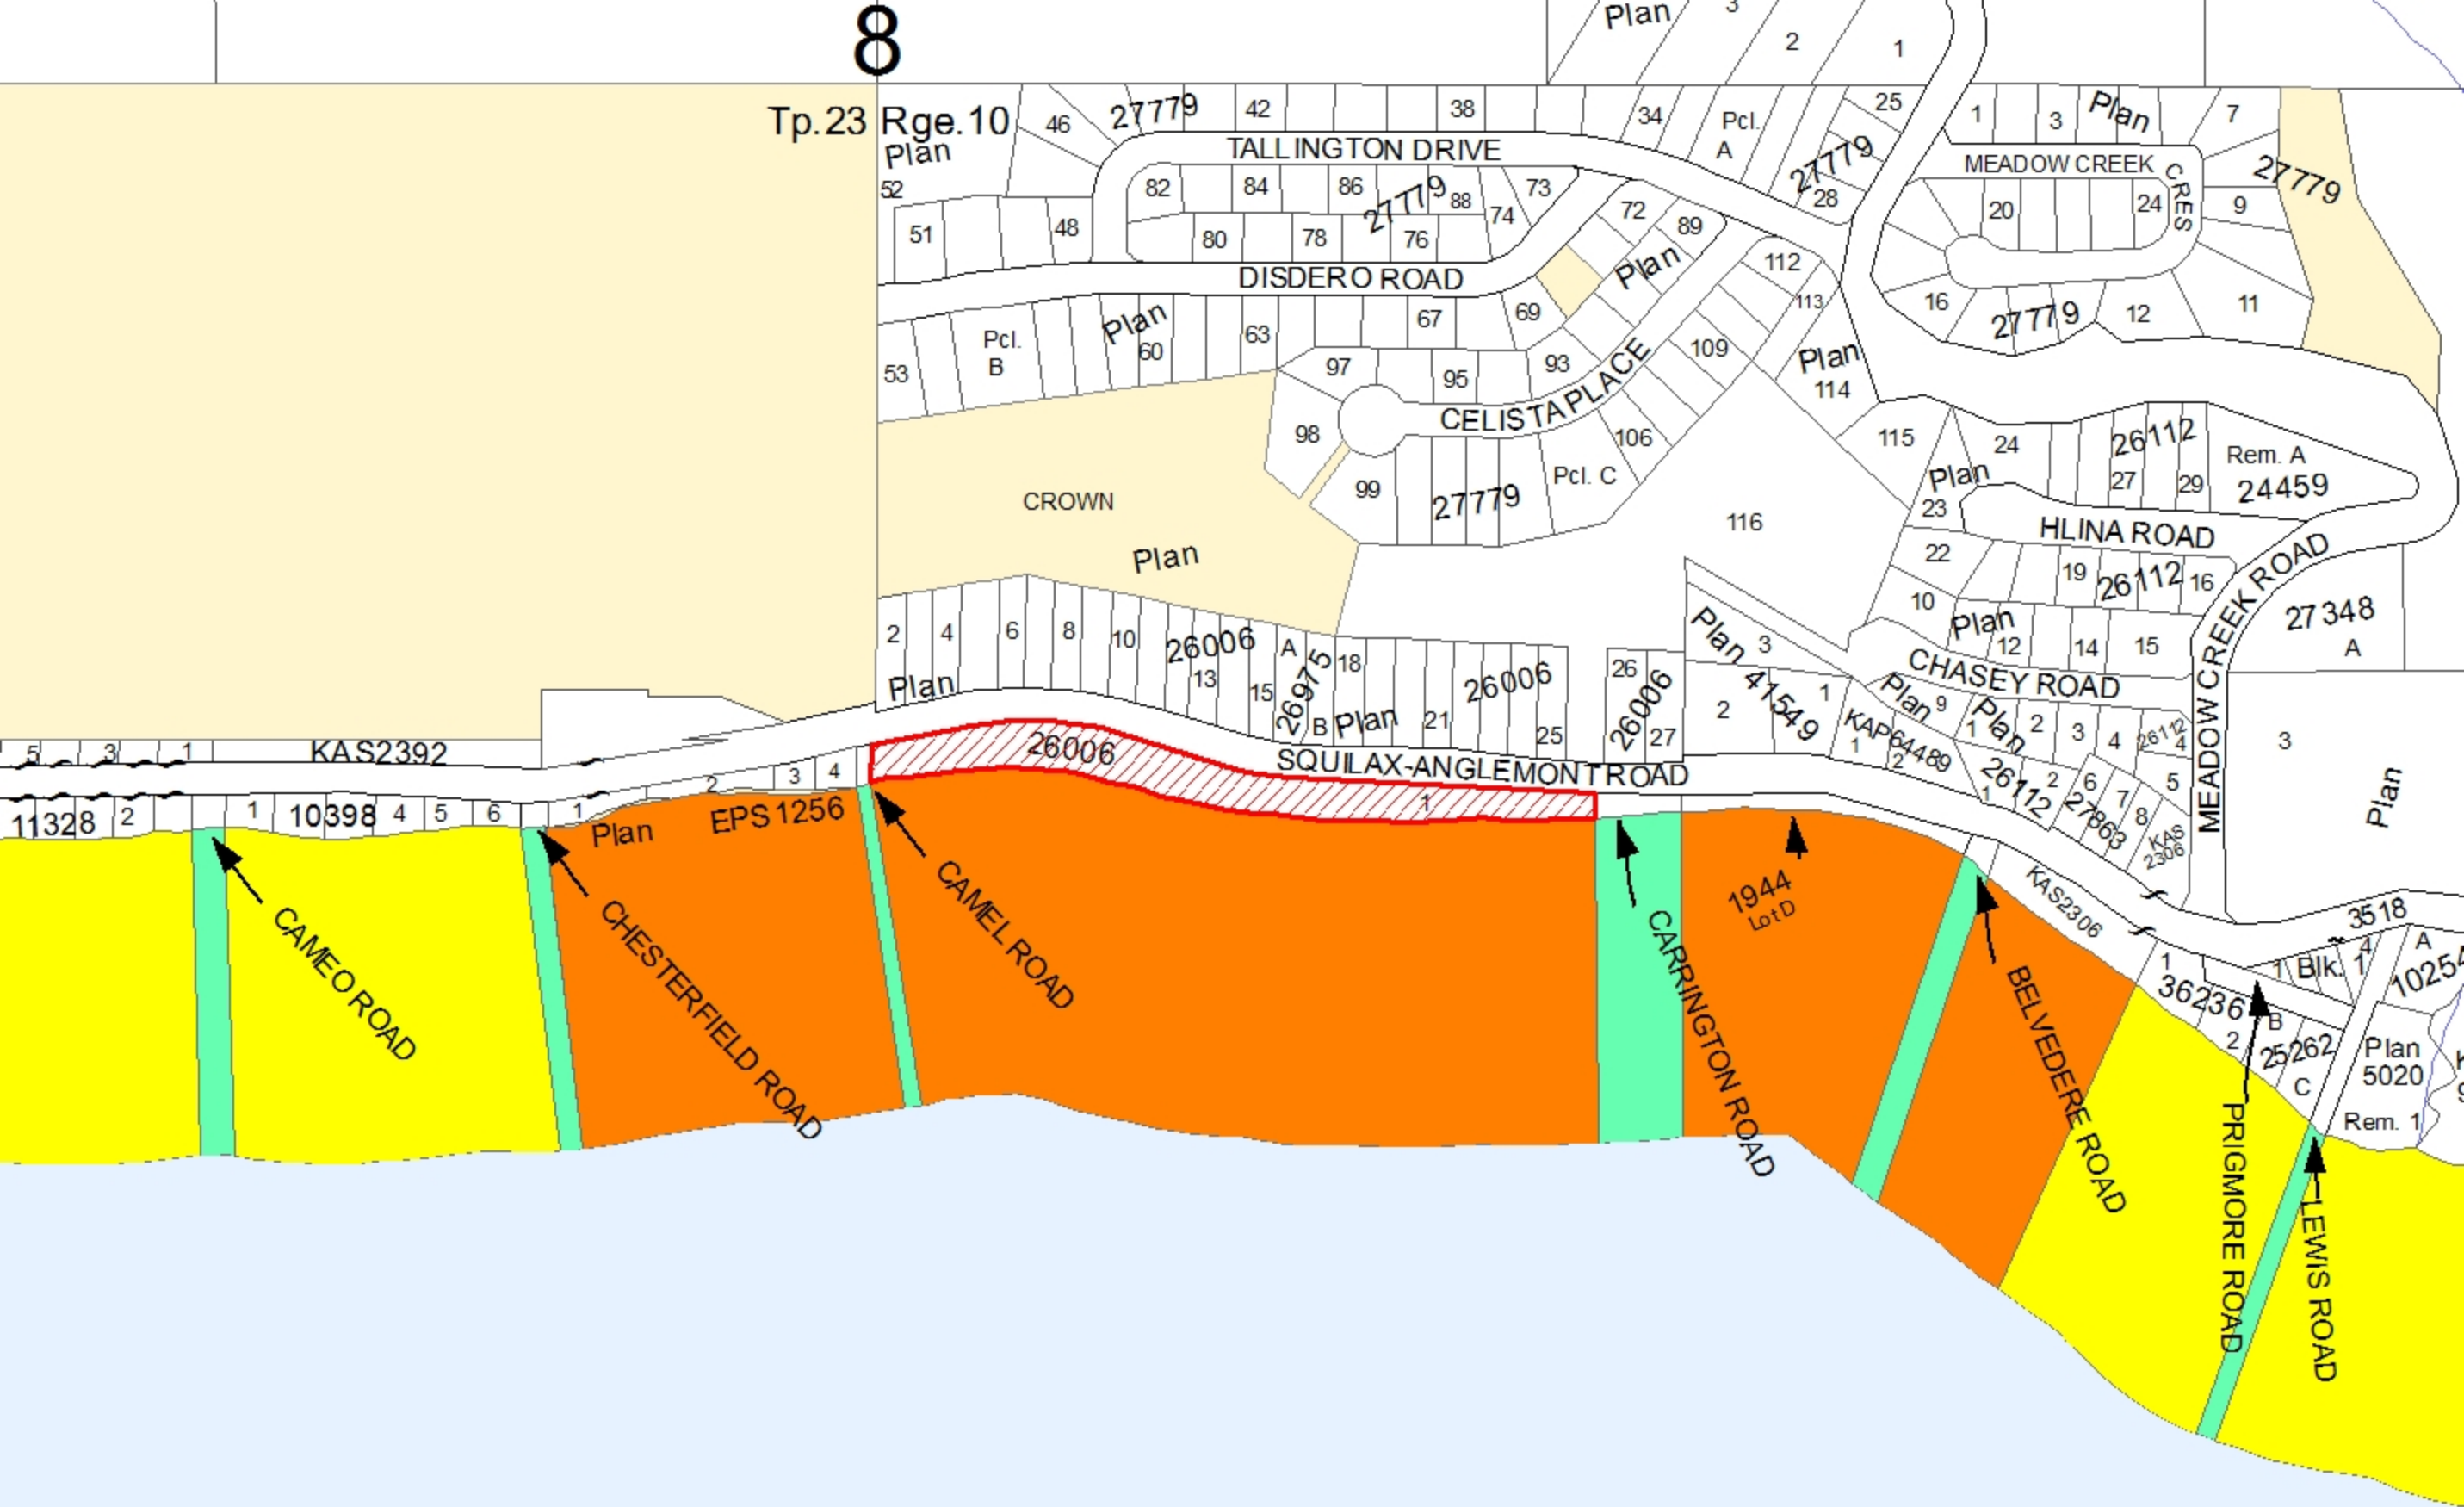 8
Plan
3
2
1
Tp.23 Rge.10
Plan
52
46
27779
42
38
34
Pcl.
A
27779
25
28
1
3
Plan
7
TALLINGTON DRIVE
MEADOW CREEK
CRES
27779
82
84
86
27779
88
74
73
72
89
20
24
9
51
48
80
78
76
Plan
112
113
DISDERO ROAD
16
27779
12
11
53
Pcl.
B
Plan
60
63
67
69
109
Plan
114
97
95
93
CELISTA PLACE
98
106
115
24
26112
27
29
Rem. A
24459
CROWN
99
27779
Pcl. C
116
Plan
23
HLINA ROAD
Plan
22
19
26112
16
10
Plan
12
14
15
MEADOW CREEK ROAD
27348
A
2
4
6
8
10
26006
13
15
A
26975
B
18
Plan
21
26006
25
26
26006
27
Plan
3
2
41549
1
CHASEY ROAD
Plan
9
Plan
1
2
3
4
26112
4
5
Plan
KAP64489
1
2
26112
1
2
6
7
8
27863
KAS
2306
3
Plan
5
3
1
KAS2392
2
3
4
26006
1
SQUILAX-ANGLEMONT ROAD
11328
2
1
10398
4
5
6
1
Plan
EPS1256
1944
Lot D
KAS2306
3518
CAMEO ROAD
CHESTERFIELD ROAD
CAMEL ROAD
CARRINGTON ROAD
BELVEDERE ROAD
PRIGMORE ROAD
LEWIS ROAD
1
36236
2
B
25262
C
1
Blk. 1
4
A
10254
Plan
5020
Rem. 1